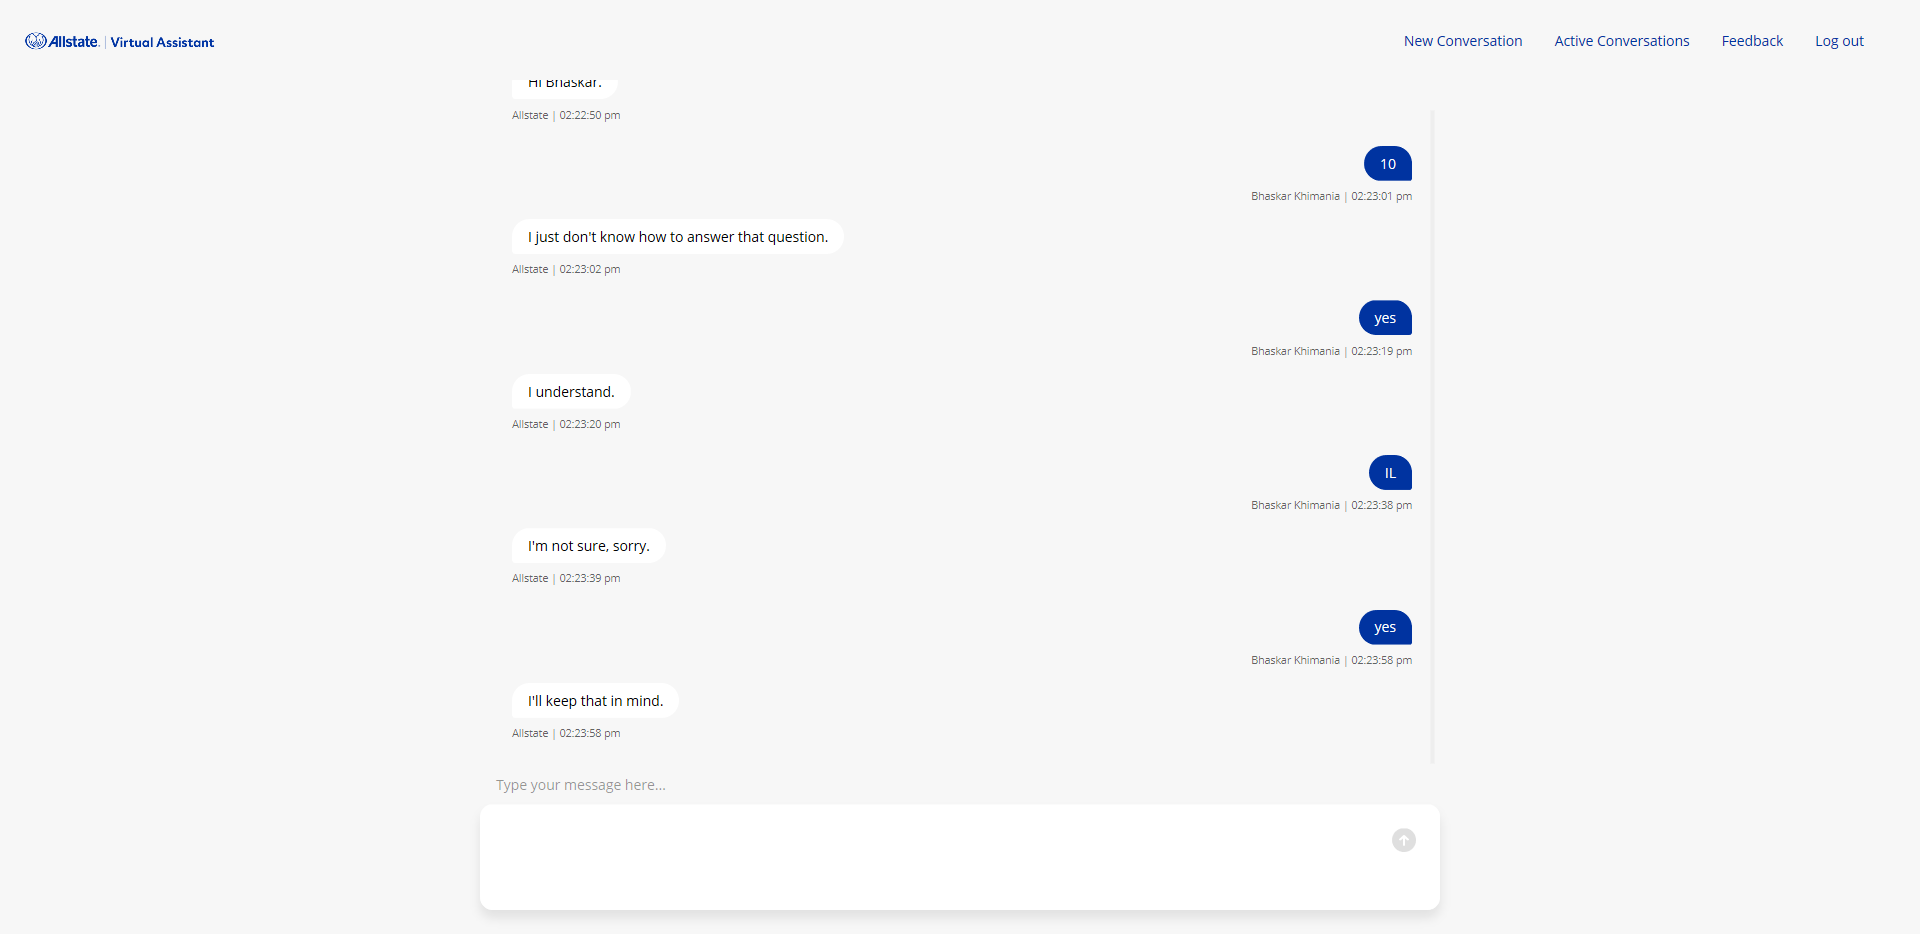 Allstate. | Virtual Assistant
New Conversation Active Conversations Feedback Log out
Hi Bhaskar.
Allstate | 02:22:50 pm
10
Bhaskar Khimania | 02:23:01 pm
I just don't know how to answer that question.
Allstate | 02:23:02 pm
yes
Bhaskar Khimania | 02:23:19 pm
I understand.
Allstate | 02:23:20 pm
IL
Bhaskar Khimania | 02:23:38 pm
I'm not sure, sorry.
Allstate | 02:23:39 pm
yes
Bhaskar Khimania | 02:23:58 pm
I'll keep that in mind.
Allstate | 02:23:58 pm
Type your message here...